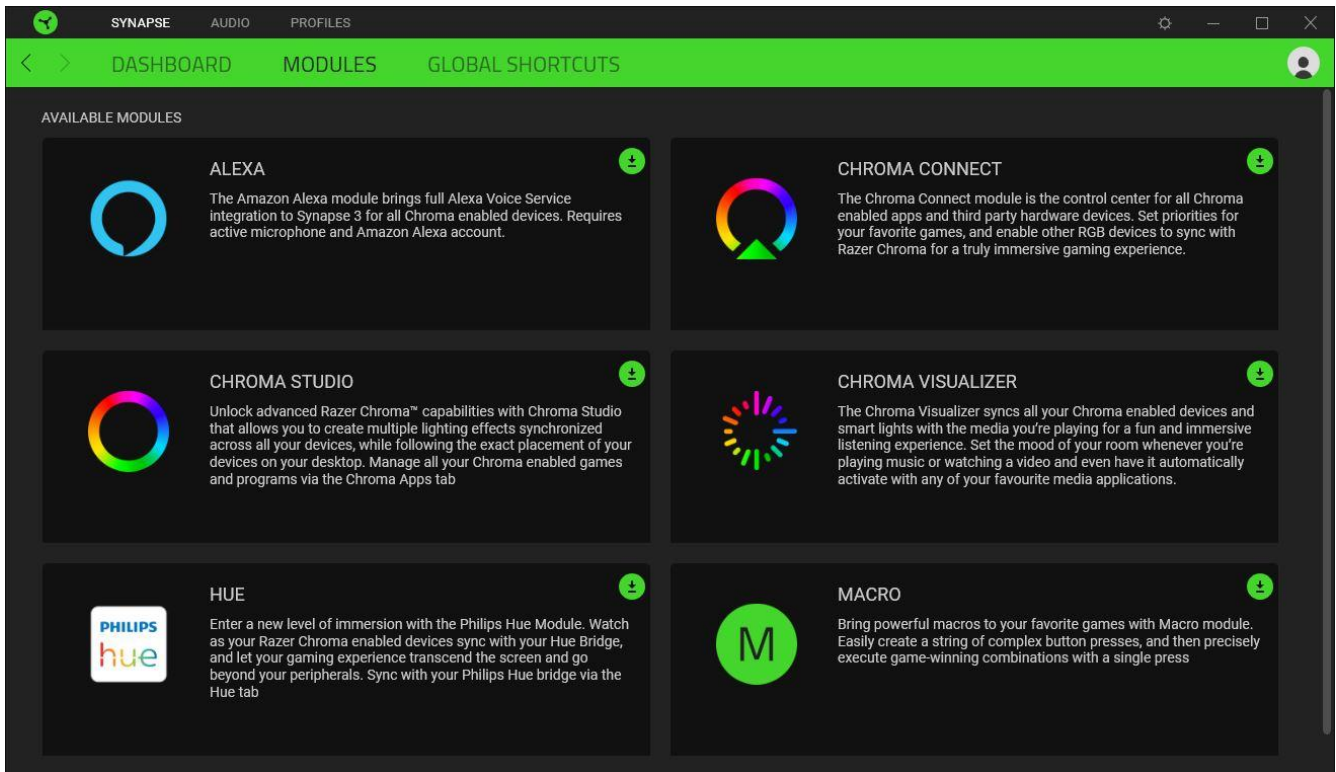 SYNAPSE AUDIO PROFILES
DASHBOARD MODULES GLOBAL SHORTCUTS
AVAILABLE MODULES
ALEXA
The Amazon Alexa module brings full Alexa Voice Service
integration to Synapse 3 for all Chroma enabled devices. Requires
active microphone and Amazon Alexa account.
CHROMA CONNECT
The Chroma Connect module is the control center for all Chroma
enabled apps and third party hardware devices. Set priorities for
your favorite games, and enable other RGB devices to sync with
Razer Chroma for a truly immersive gaming experience.
CHROMA STUDIO
Unlock advanced Razer Chroma™ capabilities with Chroma Studio
that allows you to create multiple lighting effects synchronized
across all your devices, while following the exact placement of your
devices on your desktop. Manage all your Chroma enabled games
and programs via the Chroma Apps tab
CHROMA VISUALIZER
The Chroma Visualizer syncs all your Chroma enabled devices and
smart lights with the media you're playing for a fun and immersive
listening experience. Set the mood of your room whenever you're
playing music or watching a video and even have it automatically
activate with any of your favourite media applications.
PHILIPS
hue
HUE
Enter a new level of immersion with the Philips Hue Module. Watch
as your Razer Chroma enabled devices sync with your Hue Bridge,
and let your gaming experience transcend the screen and go
beyond your peripherals. Sync with your Philips Hue bridge via the
Hue tab
M
MACRO
Bring powerful macros to your favorite games with Macro module.
Easily create a string of complex button presses, and then precisely
execute game-winning combinations with a single press